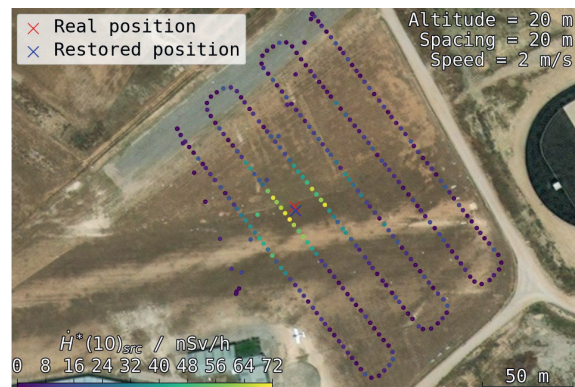 × Real position
× Restored position
Altitude = 20 m
Spacing = 20 m
Speed = 2 m/s
Ḣ*(10)src / nSv/h
0 8 16 24 32 40 48 56 64 72
50 m